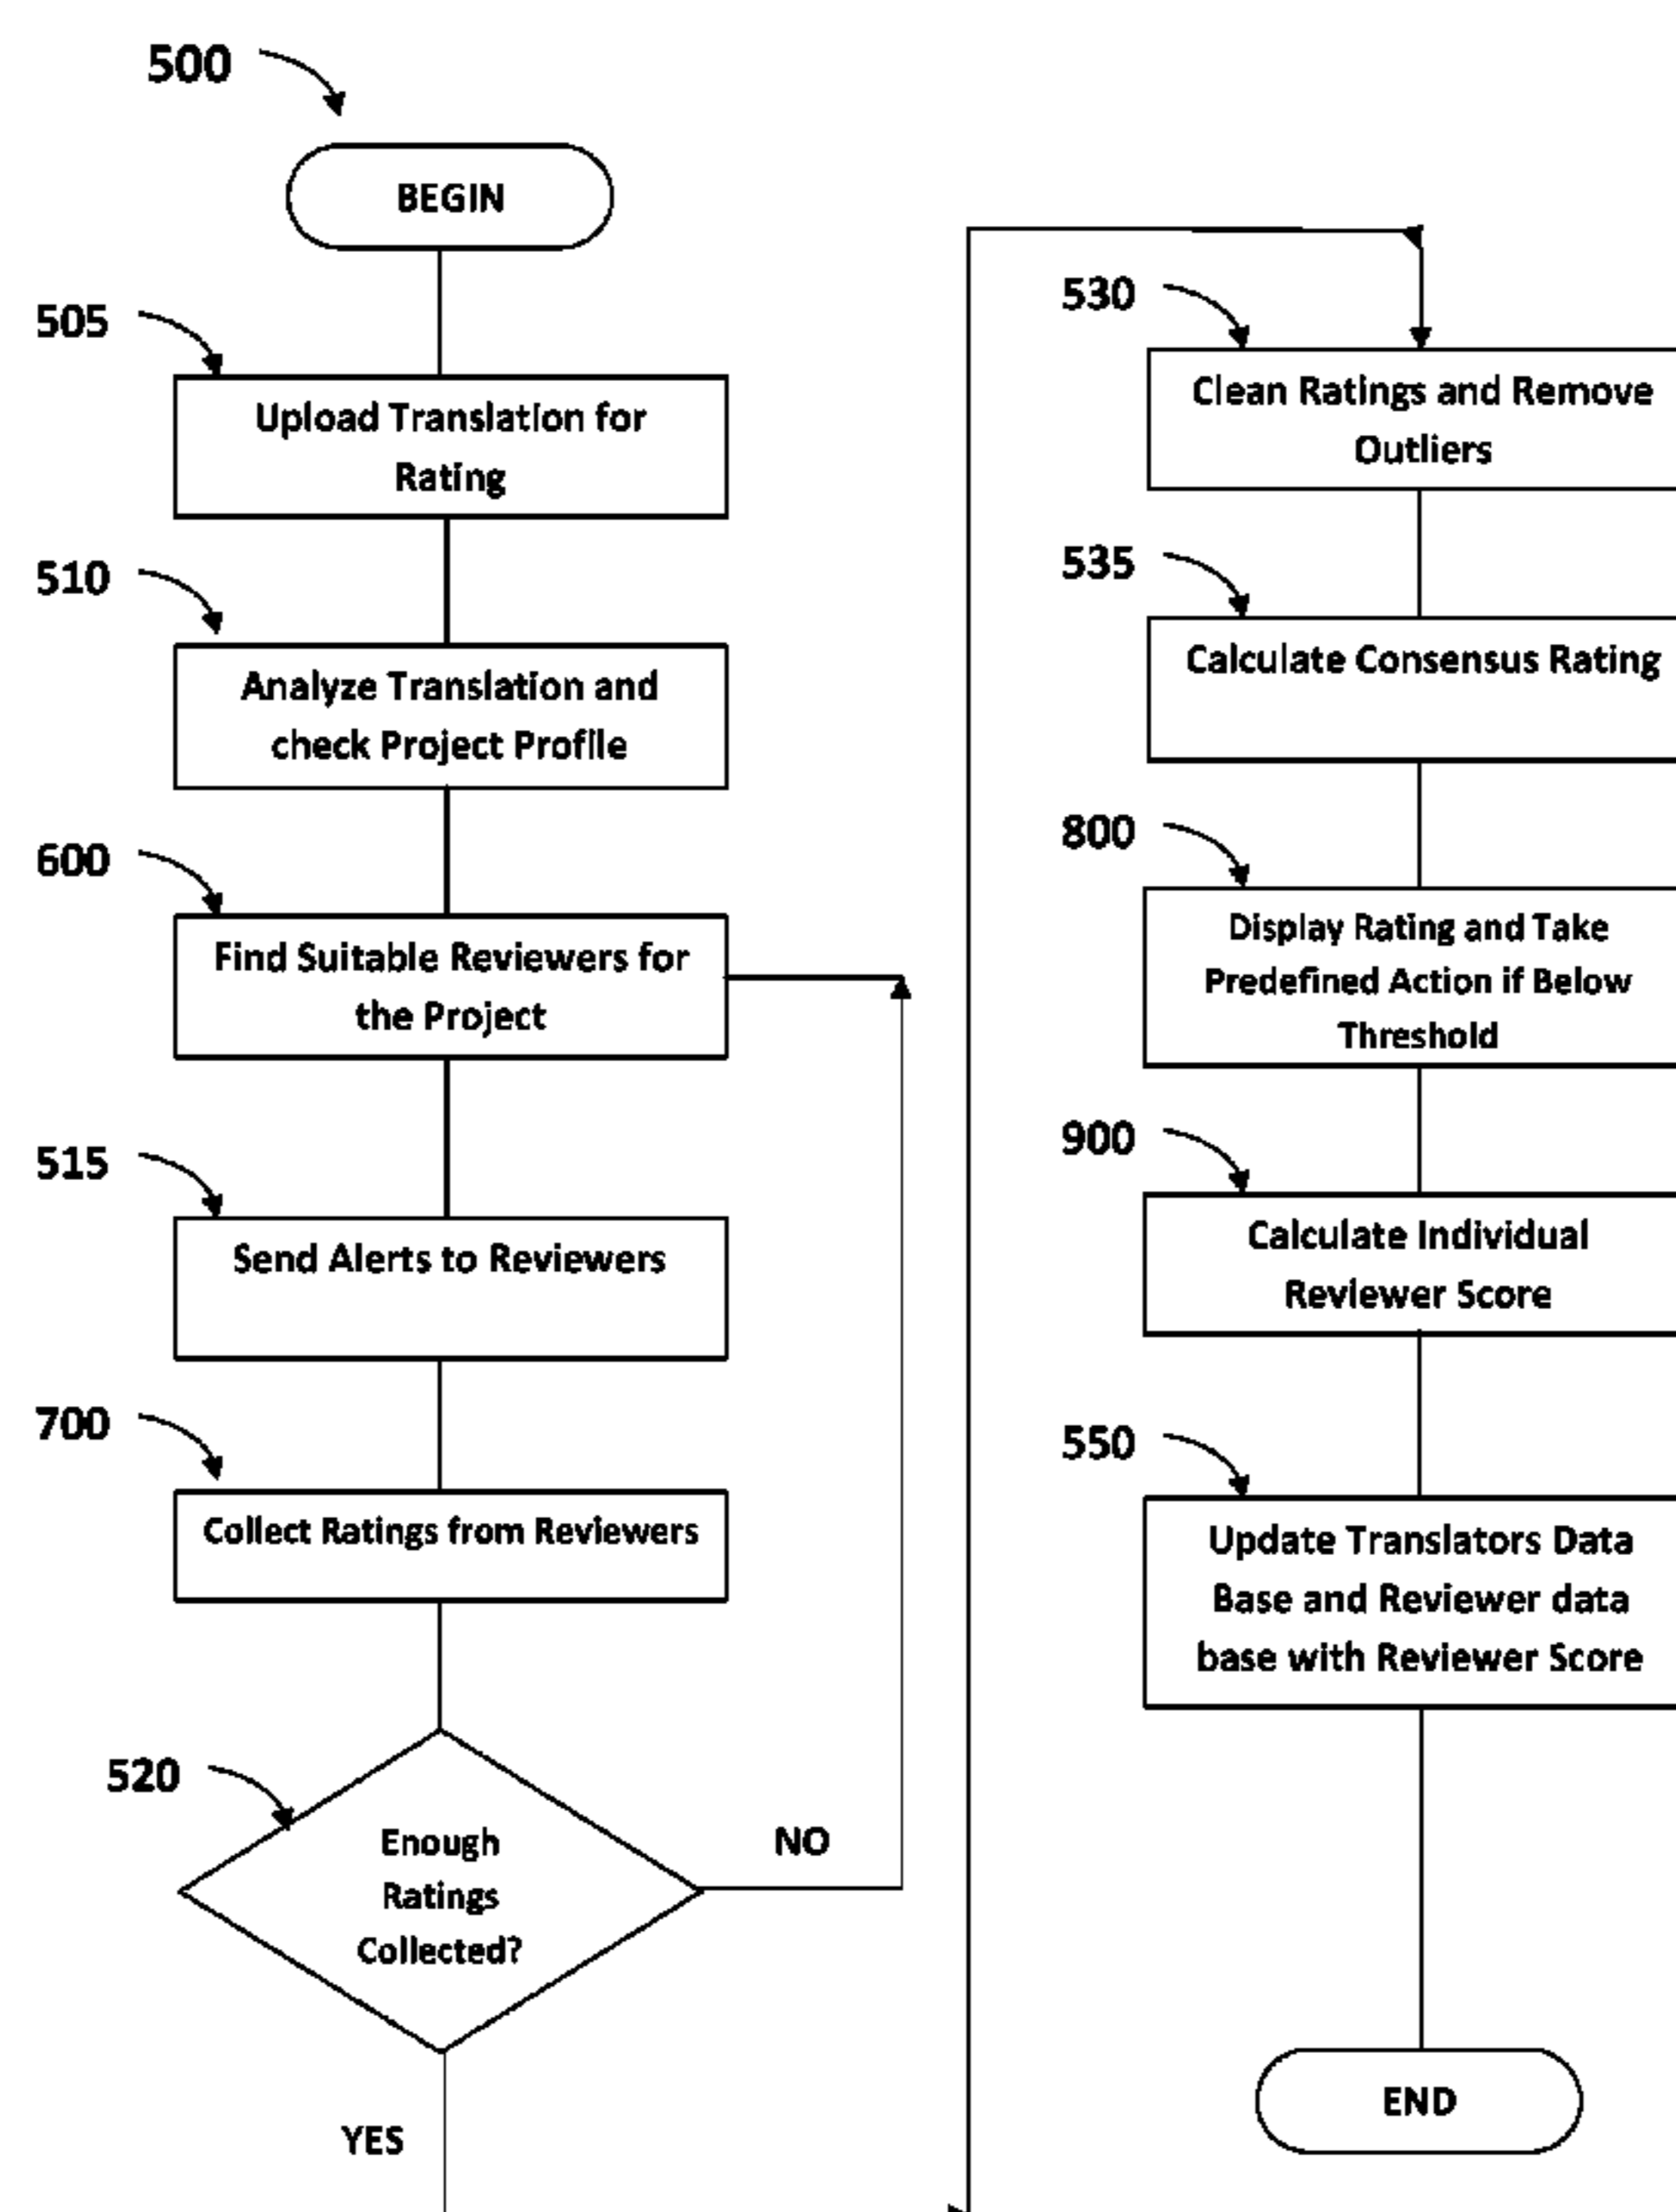 500
BEGIN
505
Upload Translation for
Rating
510
Analyze Translation and
check Project Profile
600
Find Suitable Reviewers for
the Project
515
Send Alerts to Reviewers
700
Collect Ratings from Reviewers
520
Enough
Ratings
Collected?
NO
YES
530
Clean Ratings and Remove
Outliers
535
Calculate Consensus Rating
800
Display Rating and Take
Predefined Action if Below
Threshold
900
Calculate Individual
Reviewer Score
550
Update Translators Data
Base and Reviewer data
base with Reviewer Score
END